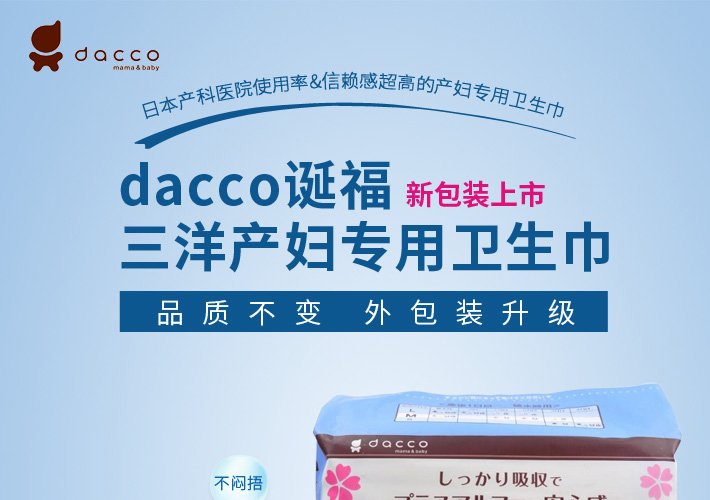 dacco
mama & baby
日本产科医院使用率&信赖感超高的产妇专用卫生巾
dacco诞福 新包装上市
三洋产妇专用卫生巾
品质不变 外包装升级
L
M
dacco
mama & baby
不闷捂
しっかり吸収で